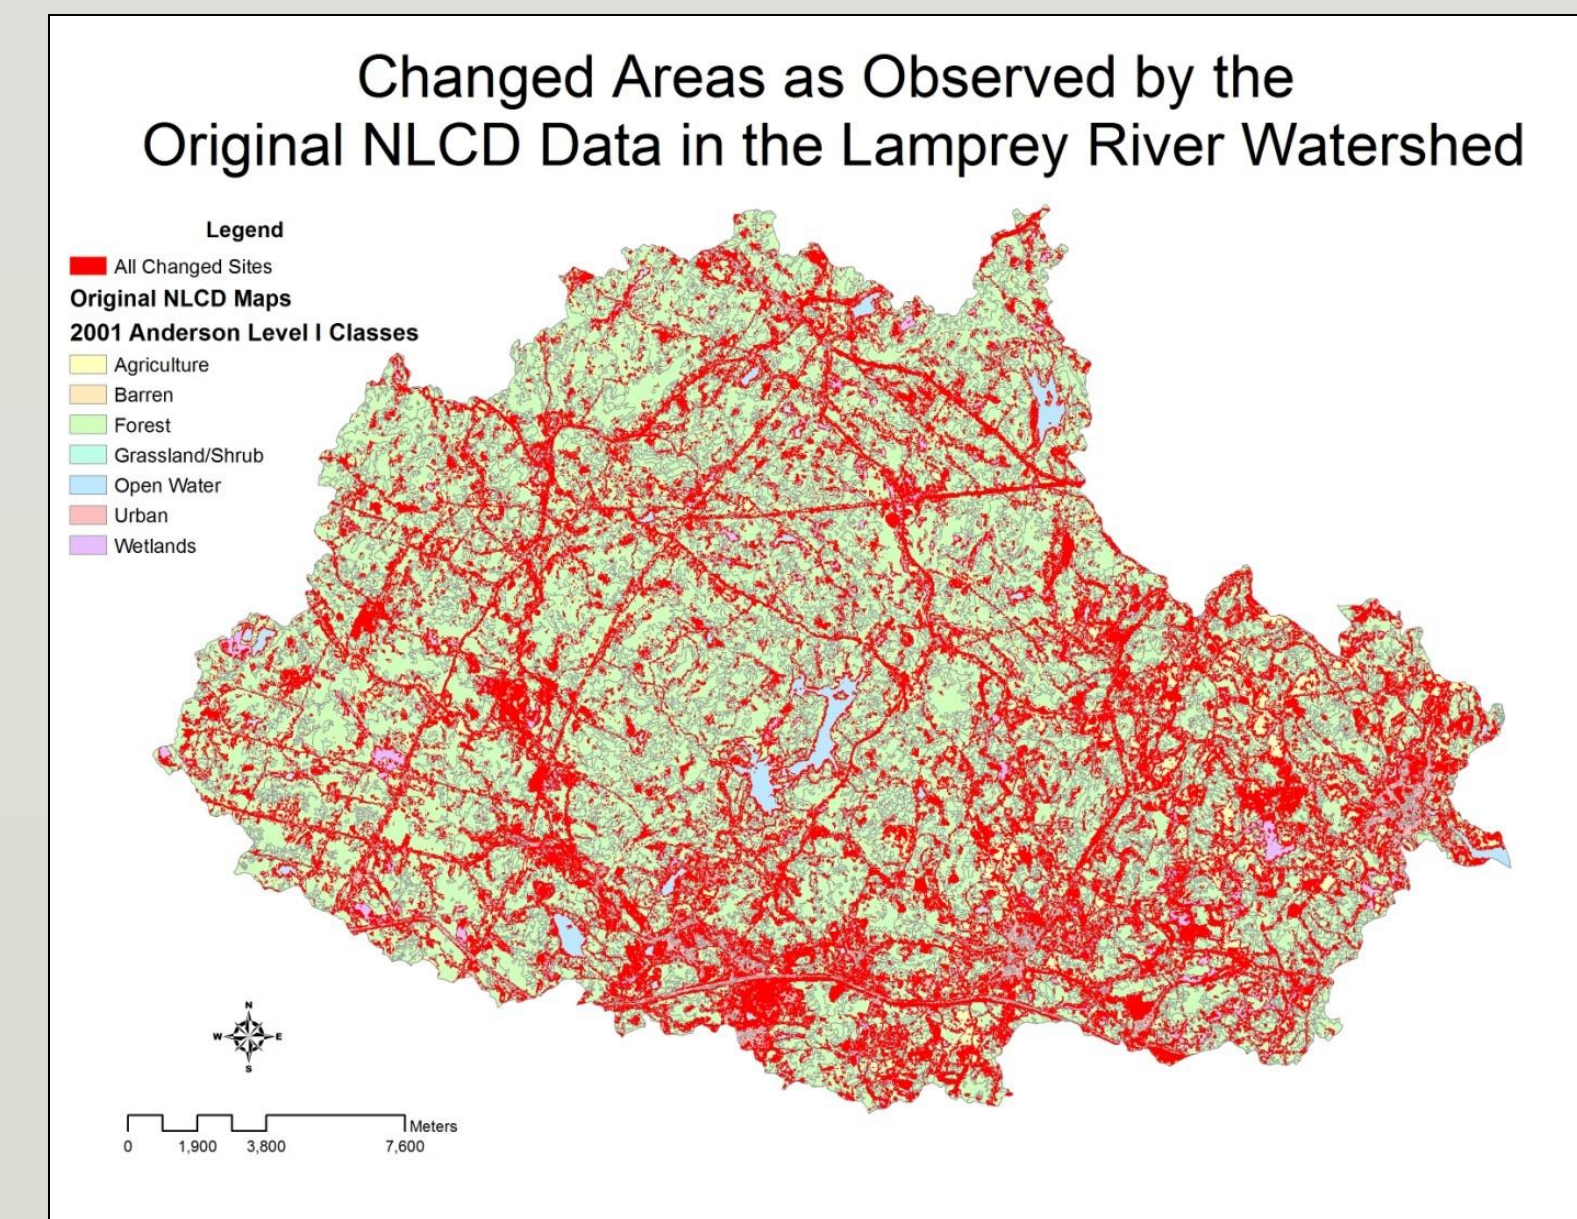 Changed Areas as Observed by the
Original NLCD Data in the Lamprey River Watershed
Legend
All Changed Sites
Original NLCD Maps
2001 Anderson Level I Classes
Agriculture
Barren
Forest
Grassland/Shrub
Open Water
Urban
Wetlands
N
W E
S
Meters
0 1,900 3,800 7,600